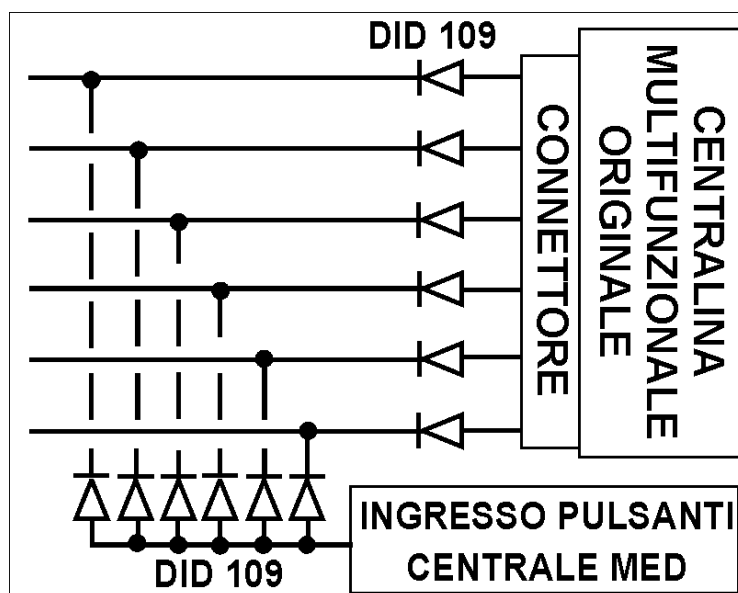 DID 109
CONNETTORE
CENTRALINA
MULTIFUNZIONALE
ORIGINALE
INGRESSO PULSANTI
CENTRALE MED
DID 109